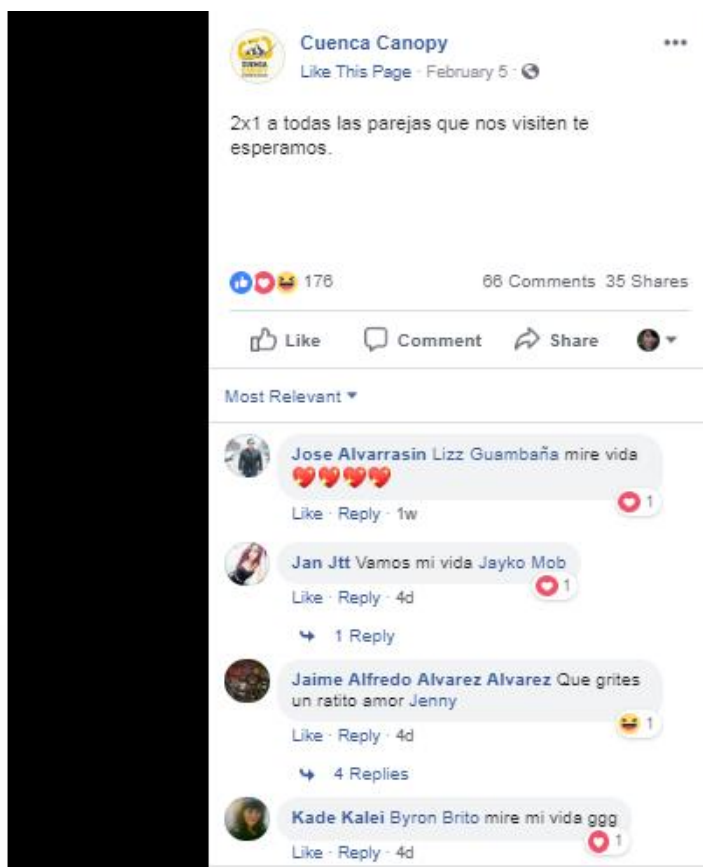 Cuenca Canopy
Like This Page · February 5 ·
2x1 a todas las parejas que nos visiten te
esperamos.
176 66 Comments 35 Shares
Like Comment Share
Most Relevant
Jose Alvarrasin Lizz Guambaña mire vida
1
Like · Reply · 1w
Jan Jtt Vamos mi vida Jayko Mob
1
Like · Reply · 4d
1 Reply
Jaime Alfredo Alvarez Alvarez Que grites
un ratito amor Jenny
1
Like · Reply · 4d
4 Replies
Kade Kalei Byron Brito mire mi vida ggg
1
Like · Reply · 4d